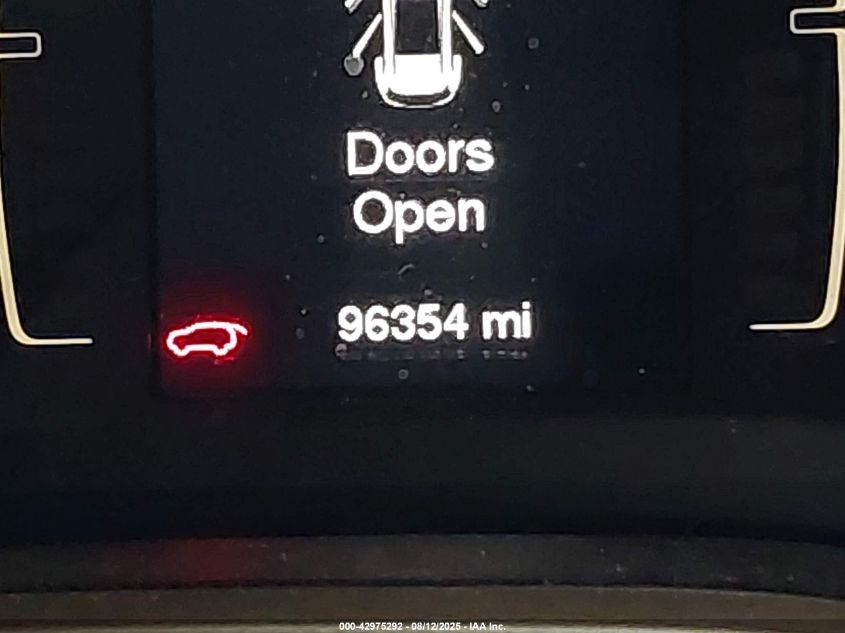 Doors
Open
96354 mi
000-42975292 - 08/12/2025 - IAA Inc.